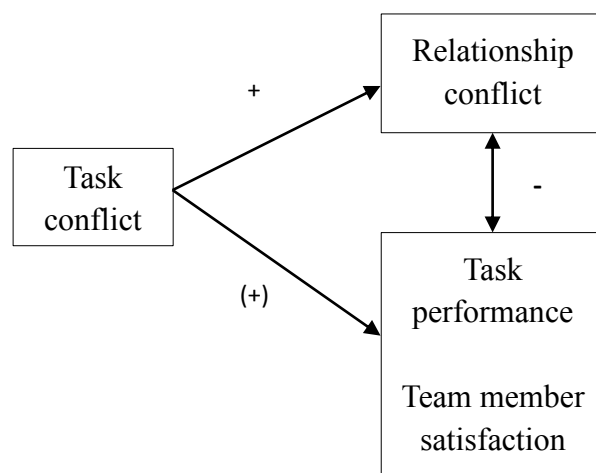 Relationship
conflict
+
Task
conflict
-
(+)
Task
performance
Team member
satisfaction